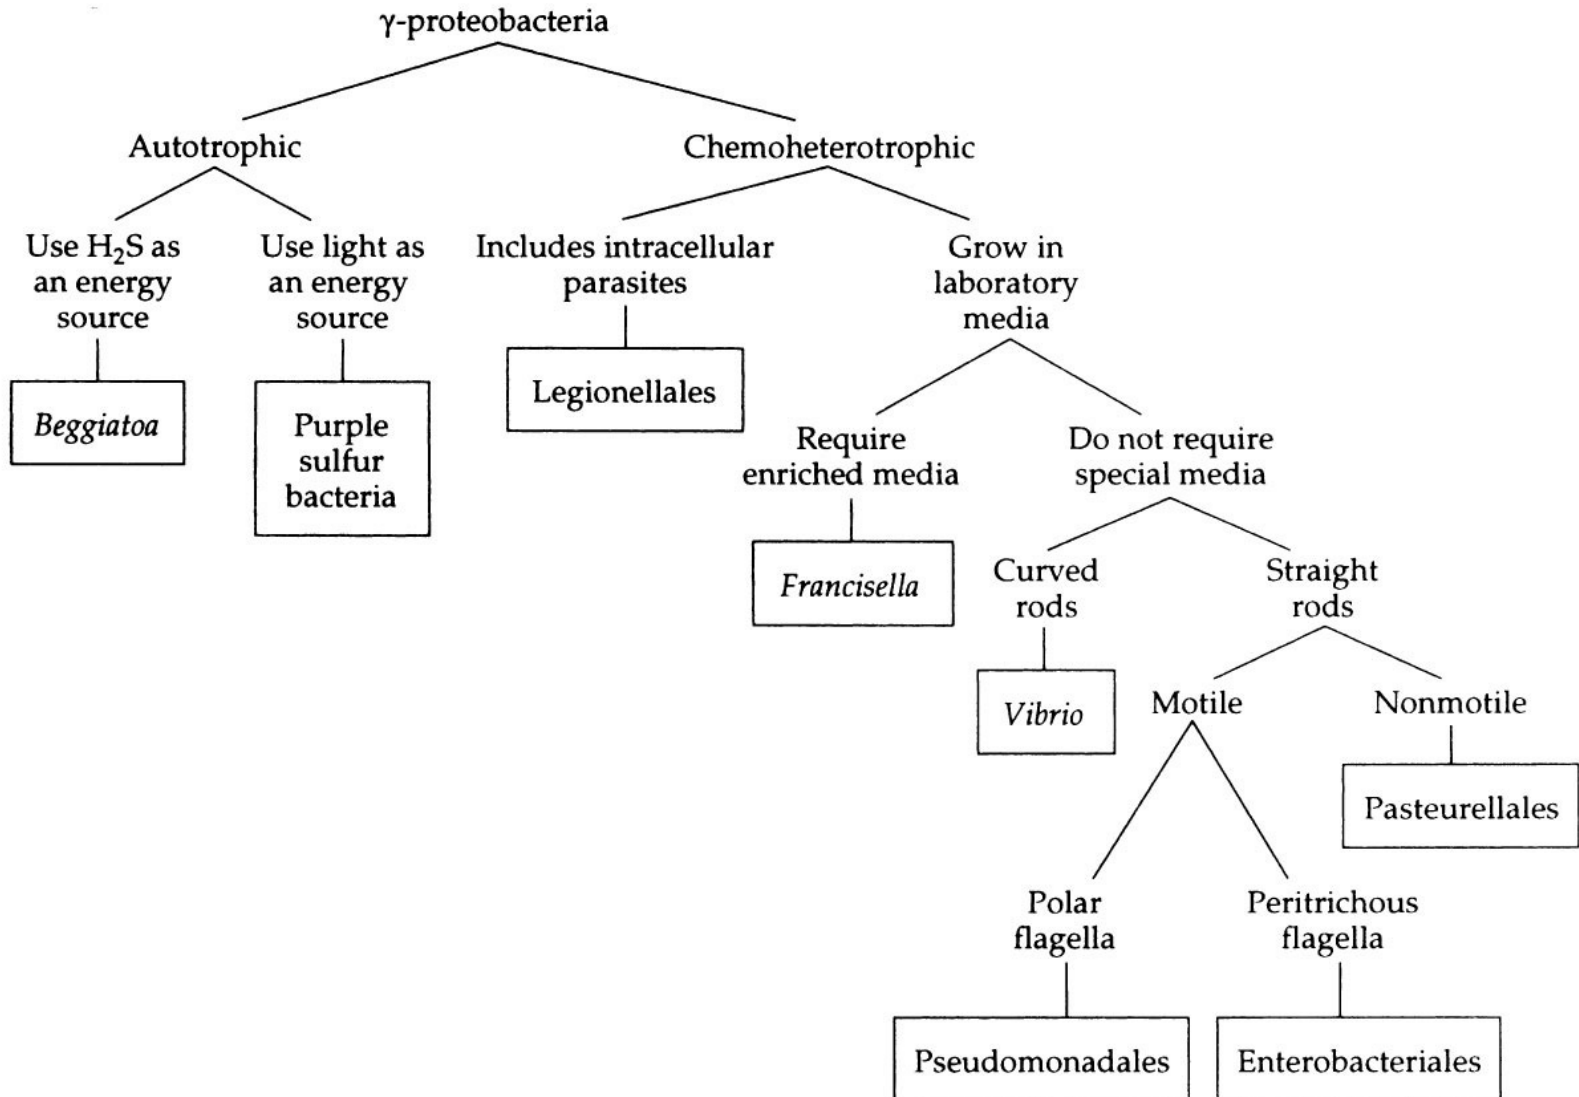 γ-proteobacteria
Autotrophic
Chemoheterotrophic
Use H₂S as
an energy
source
Use light as
an energy
source
Includes intracellular
parasites
Grow in
laboratory
media
Beggiatoa
Purple
sulfur
bacteria
Legionellales
Require
enriched media
Do not require
special media
Francisella
Curved
rods
Straight
rods
Vibrio
Motile
Nonmotile
Pasteurellales
Polar
flagella
Peritrichous
flagella
Pseudomonadales
Enterobacteriales